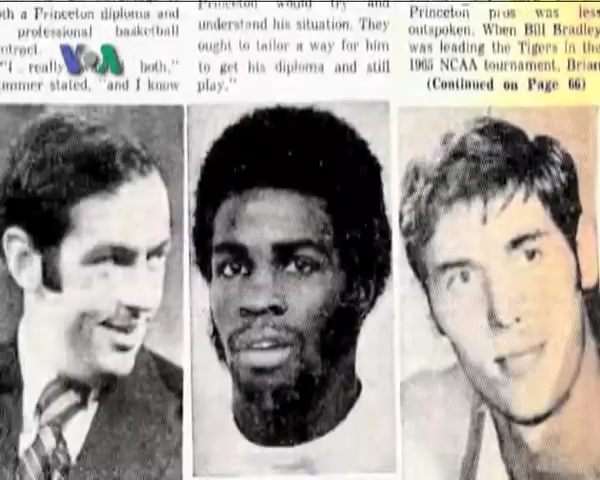 th a Princeton diploma and
professional basketball
ntract.
"I really both,"
mmer stated, "and I know
VOA
Princeton would try and
understand his situation. They
ought to tailor a way for him
to get his diploma and still
play."
Princeton pros was less
outspoken. When Bill Bradley
was leading the Tigers in the
1965 NCAA tournament, Brian
(Continued on Page 66)